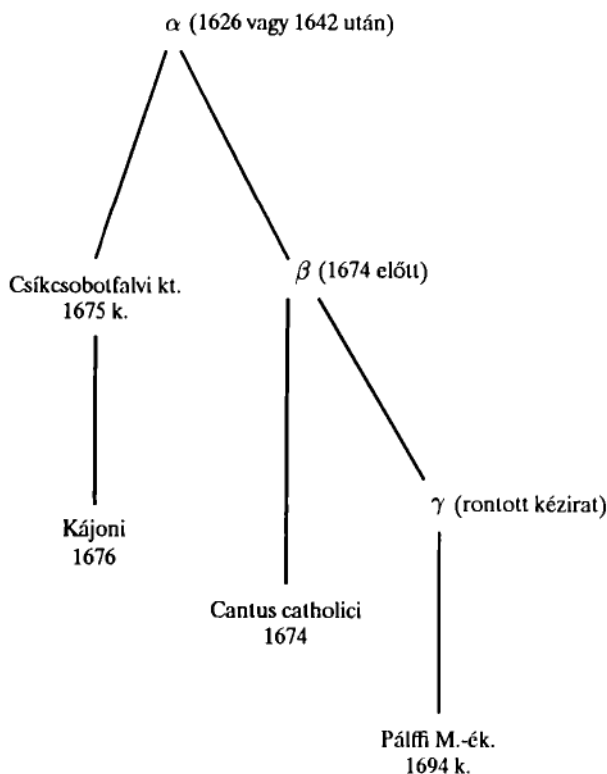 α (1626 vagy 1642 után)
Csíkcsobotfalvi kt.
1675 k.
β (1674 előtt)
Kájoni
1676
Cantus catholici
1674
γ (rontott kézirat)
Pálffi M.-ék.
1694 k.